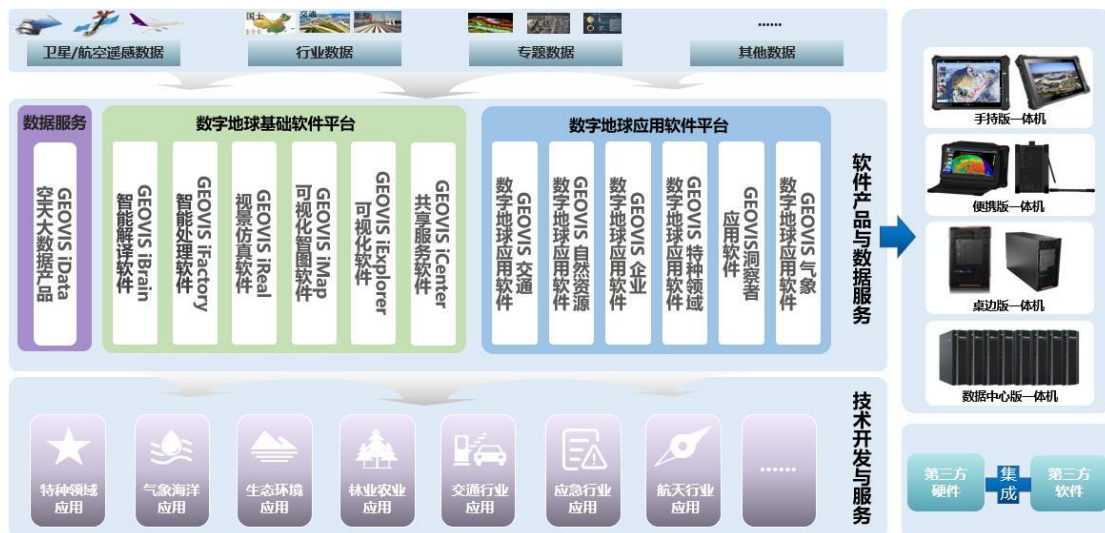 国土
交通
卫星/航空遥感数据
行业数据
专题数据
......
其他数据
数据服务
GEOVIS iData
空天大数据产品
数字地球基础软件平台
GEOVIS iBrain
智能解译软件
GEOVIS iFactory
智能处理软件
GEOVIS iReal
视景仿真软件
GEOVIS iMap
可视化智图软件
GEOVIS iExplorer
可视化软件
GEOVIS iCenter
共享服务软件
数字地球应用软件平台
GEOVIS 交通
数字地球应用软件
GEOVIS 自然资源
数字地球应用软件
GEOVIS 企业
数字地球应用软件
GEOVIS 特种领域
数字地球应用软件
GEOVIS洞察者
应用软件
GEOVIS 气象
数字地球应用软件
软件产品与数据服务
特种领域
应用
气象海洋
应用
生态环境
应用
林业农业
应用
交通行业
应用
应急行业
应用
航天行业
应用
......
技术开发与服务
手持版一体机
便携版一体机
桌边版一体机
数据中心版一体机
第三方
硬件
集
成
第三方
软件